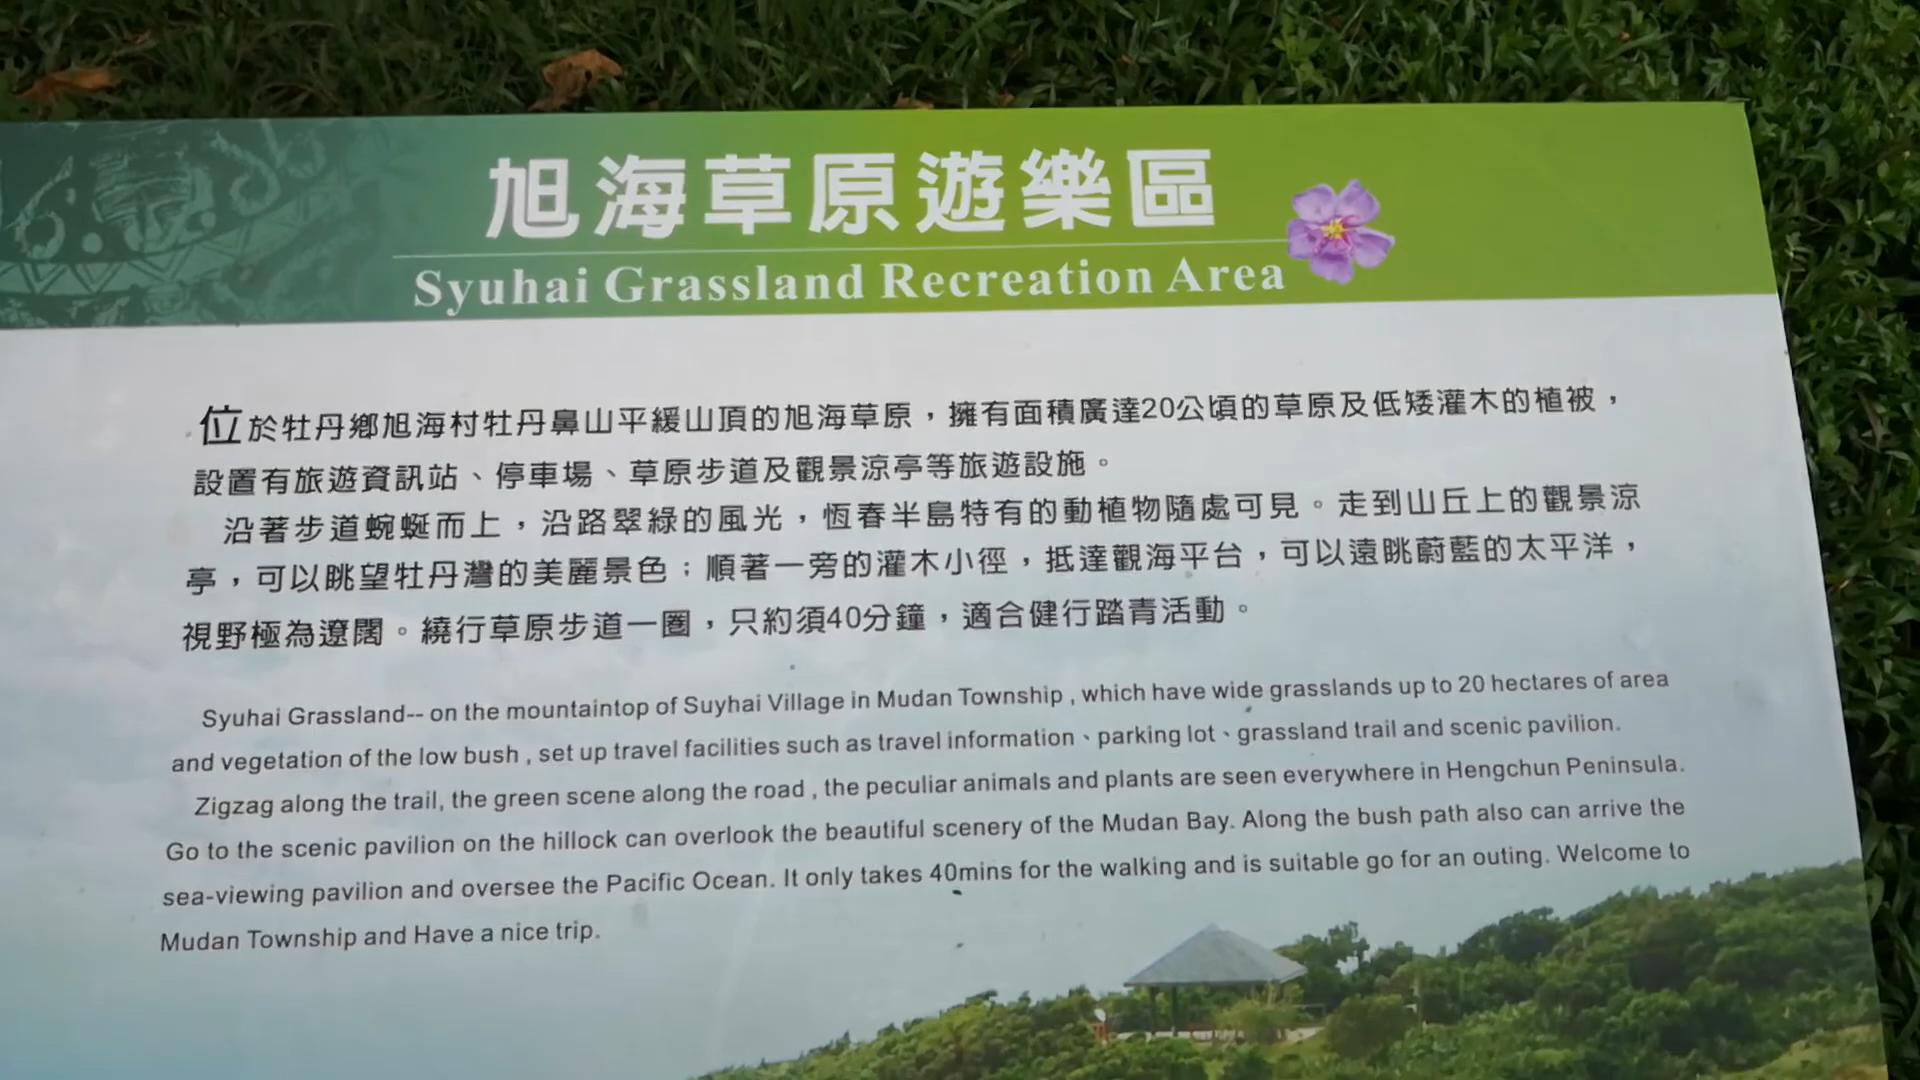 旭海草原遊樂區
Syuhai Grassland Recreation Area
位於牡丹鄉旭海村牡丹鼻山平緩山頂的旭海草原，擁有面積廣達20公頃的草原及低矮灌木的植被，
設置有旅遊資訊站、停車場、草原步道及觀景涼亭等旅遊設施。
沿著步道蜿蜒而上，沿路翠綠的風光，恆春半島特有的動植物隨處可見。走到山丘上的觀景涼
亭，可以眺望牡丹灣的美麗景色；順著一旁的灌木小徑，抵達觀海平台，可以遠眺蔚藍的太平洋，
視野極為遼闊。繞行草原步道一圈，只約須40分鐘，適合健行踏青活動。
Syuhai Grassland-- on the mountaintop of Suyhai Village in Mudan Township , which have wide grasslands up to 20 hectares of area
and vegetation of the low bush , set up travel facilities such as travel information、parking lot、grassland trail and scenic pavilion.
Zigzag along the trail, the green scene along the road , the peculiar animals and plants are seen everywhere in Hengchun Peninsula.
Go to the scenic pavilion on the hillock can overlook the beautiful scenery of the Mudan Bay. Along the bush path also can arrive the
sea-viewing pavilion and oversee the Pacific Ocean. It only takes 40mins for the walking and is suitable go for an outing. Welcome to
Mudan Township and Have a nice trip.